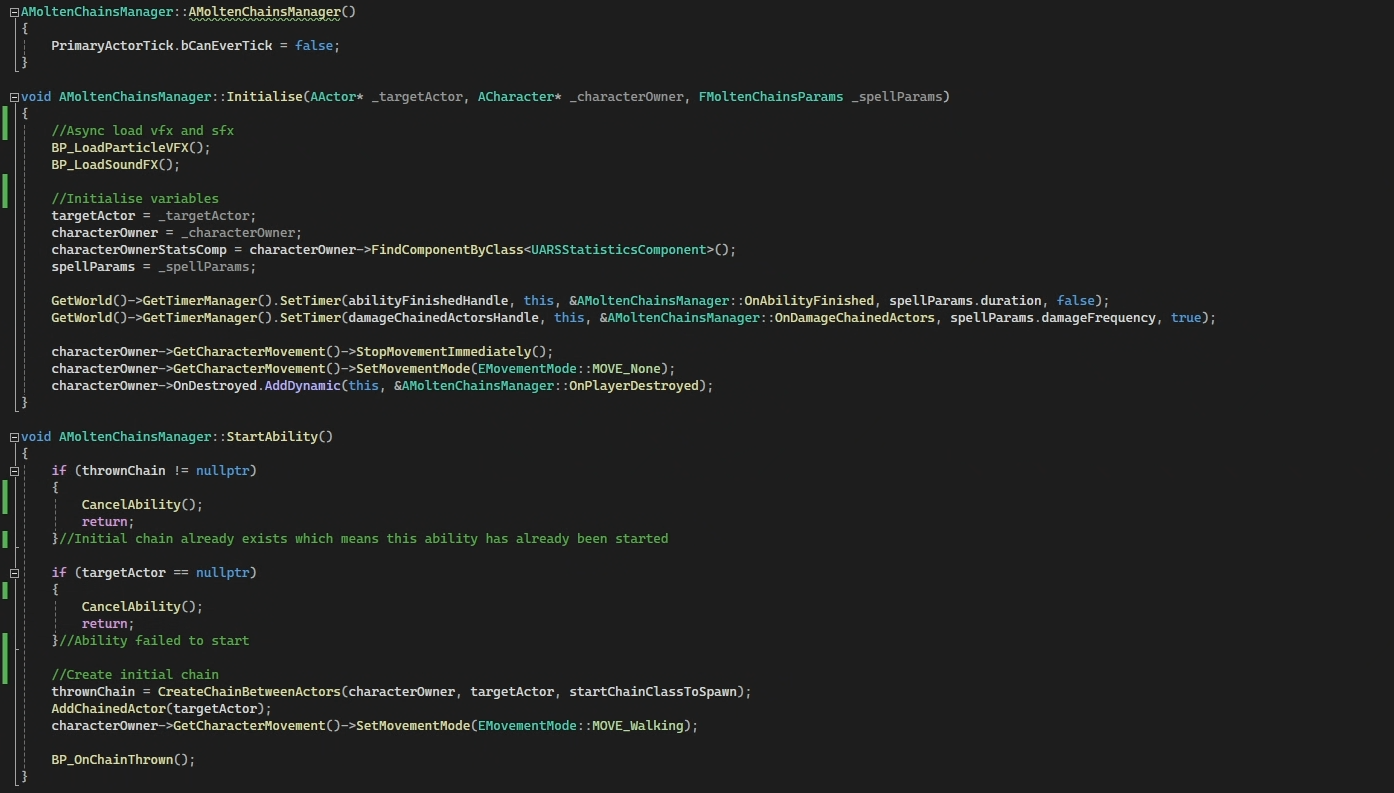 AMoltenChainsManager::AMoltenChainsManager()
{
    PrimaryActorTick.bCanEverTick = false;
}

void AMoltenChainsManager::Initialise(AActor* _targetActor, ACharacter* _characterOwner, FMoltenChainsParams _spellParams)
{
    //Async load vfx and sfx
    BP_LoadParticleVFX();
    BP_LoadSoundFX();

    //Initialise variables
    targetActor = _targetActor;
    characterOwner = _characterOwner;
    characterOwnerStatsComp = characterOwner->FindComponentByClass<UARSStatisticsComponent>();
    spellParams = _spellParams;

    GetWorld()->GetTimerManager().SetTimer(abilityFinishedHandle, this, &AMoltenChainsManager::OnAbilityFinished, spellParams.duration, false);
    GetWorld()->GetTimerManager().SetTimer(damageChainedActorsHandle, this, &AMoltenChainsManager::OnDamageChainedActors, spellParams.damageFrequency, true);

    characterOwner->GetCharacterMovement()->StopMovementImmediately();
    characterOwner->GetCharacterMovement()->SetMovementMode(EMovementMode::MOVE_None);
    characterOwner->OnDestroyed.AddDynamic(this, &AMoltenChainsManager::OnPlayerDestroyed);
}

void AMoltenChainsManager::StartAbility()
{
    if (thrownChain != nullptr)
    {
        CancelAbility();
        return;
    }//Initial chain already exists which means this ability has already been started

    if (targetActor == nullptr)
    {
        CancelAbility();
        return;
    }//Ability failed to start

    //Create initial chain
    thrownChain = CreateChainBetweenActors(characterOwner, targetActor, startChainClassToSpawn);
    AddChainedActor(targetActor);
    characterOwner->GetCharacterMovement()->SetMovementMode(EMovementMode::MOVE_Walking);

    BP_OnChainThrown();
}